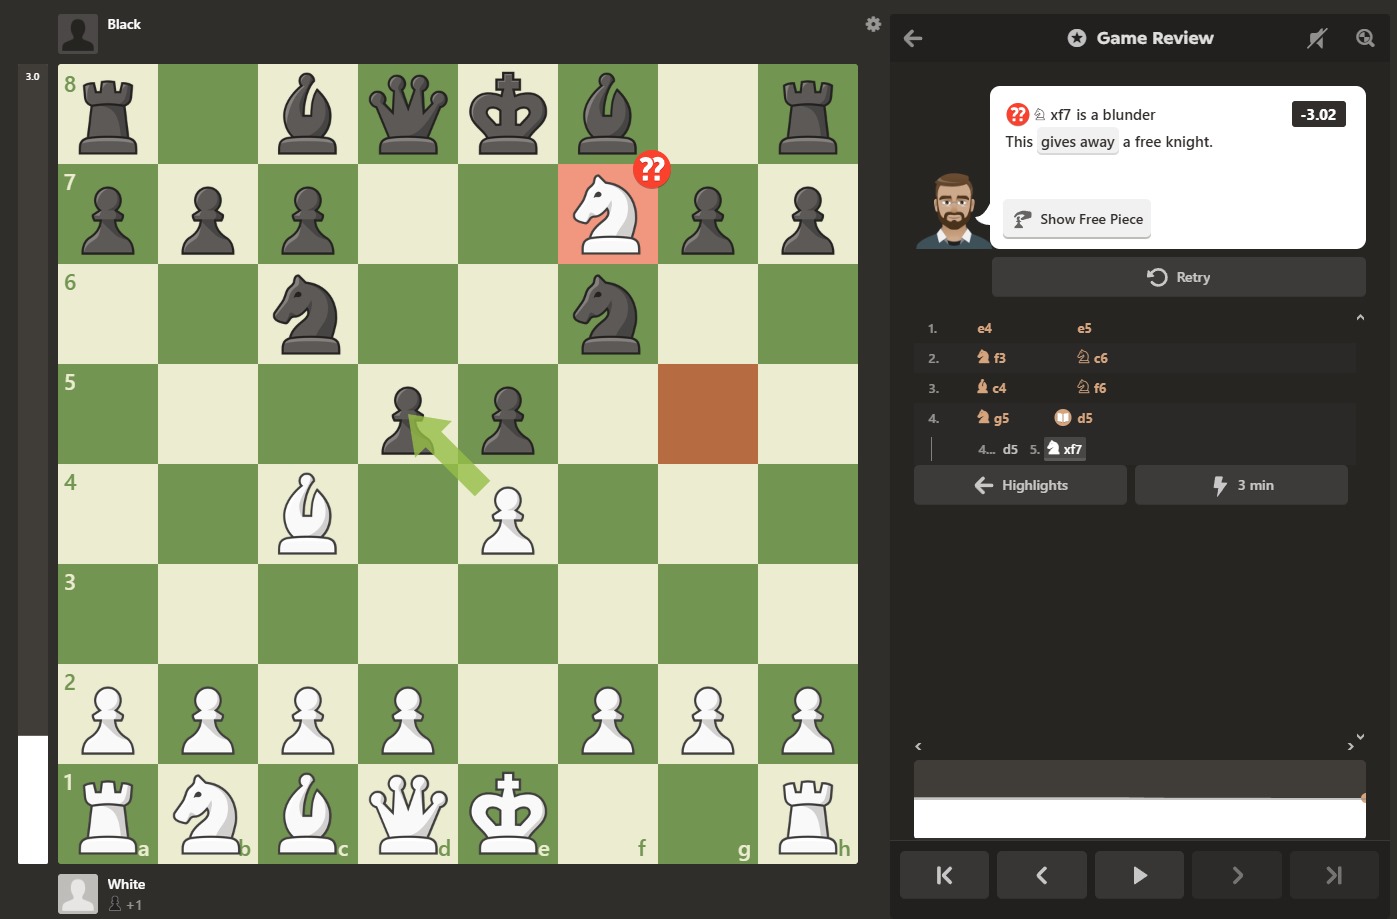 Black
3.0
8
7
6
5
4
3
2
1
a
b
c
d
e
f
g
h
??
White
+1
Game Review
?? xf7 is a blunder
-3.02
This gives away a free knight.
Show Free Piece
Retry
1. e4 e5
2. f3 c6
3. c4 f6
4. g5 d5
4... d5 5. xf7
Highlights
3 min